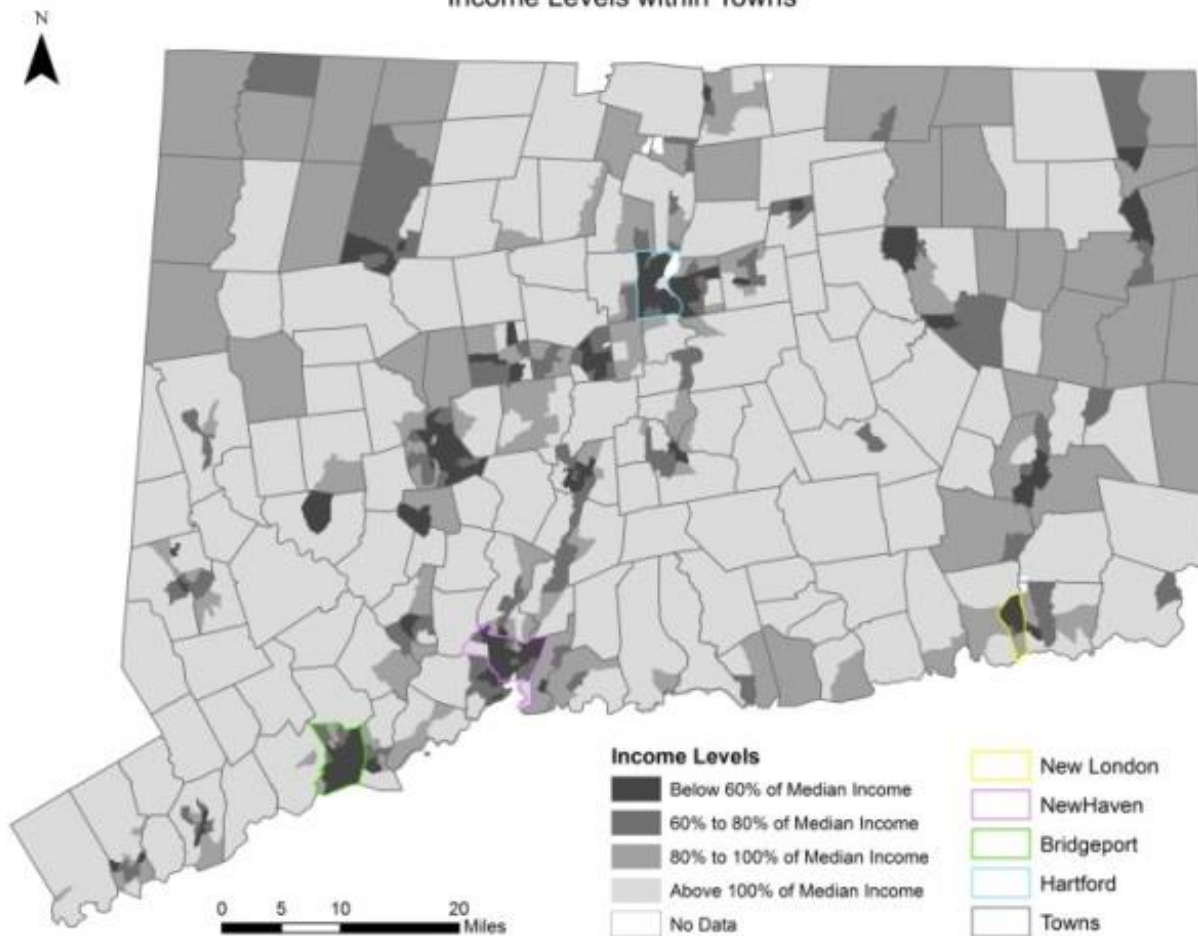 Income Levels within Towns
N
Income Levels
Below 60% of Median Income
60% to 80% of Median Income
80% to 100% of Median Income
Above 100% of Median Income
No Data
New London
NewHaven
Bridgeport
Hartford
Towns
0 5 10 20
Miles